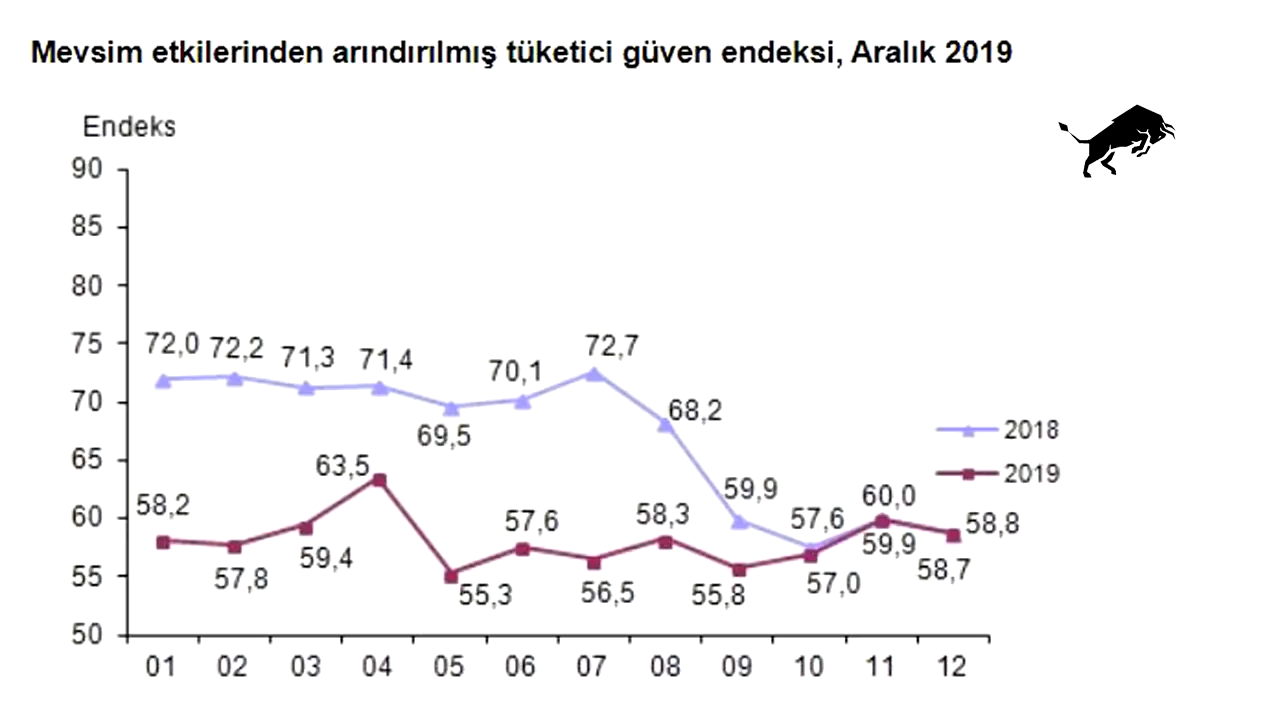 Mevsim etkilerinden arındırılmış tüketici güven endeksi, Aralık 2019
Endeks
90
85
80
75
70
65
60
55
50
72,0 72,2 71,3 71,4 69,5 70,1 72,7 68,2 59,9 57,6 60,0 58,8
58,2 57,8 59,4 63,5 55,3 57,6 56,5 58,3 55,8 57,0 59,9 58,7
2018
2019
01 02 03 04 05 06 07 08 09 10 11 12